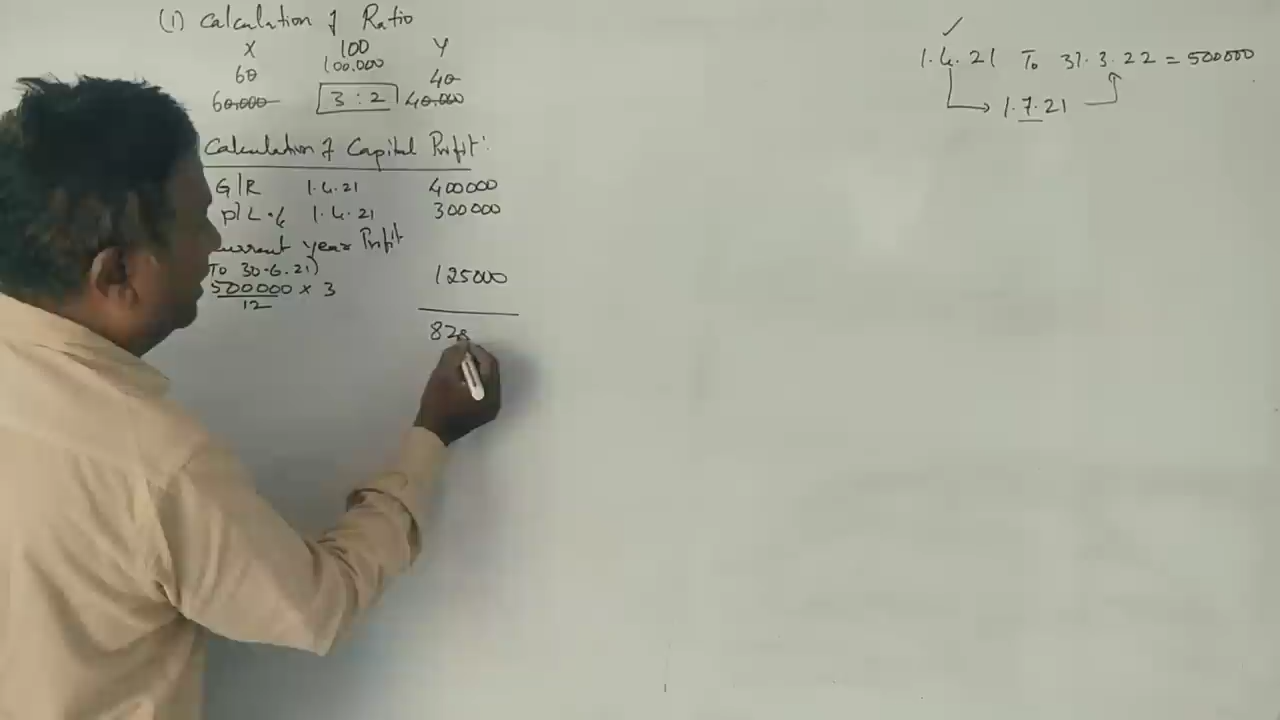 (1) Calculation of Ratio
X 100 Y
60 100,000 40
60,000 3 : 2 40,000
Calculation of Capital Profit:
G/R 1.4.21 400000
P/L 1.4.21 300000
Current year Profit
To 30.6.21) 125000
500000 × 3
12
828
1.4.21 To 31.3.22 = 500000
1.7.21